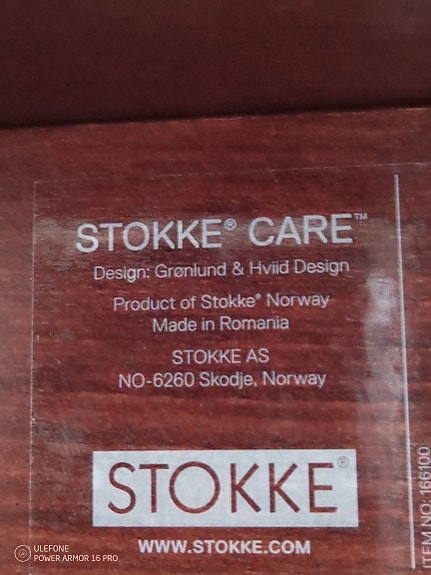 STOKKE® CARE™
Design: Grønlund & Hviid Design
Product of Stokke® Norway
Made in Romania
STOKKE AS
NO-6260 Skodje, Norway
STOKKE®
WWW.STOKKE.COM
ITEM NO: 166100
ULEFONE
POWER ARMOR 16 PRO